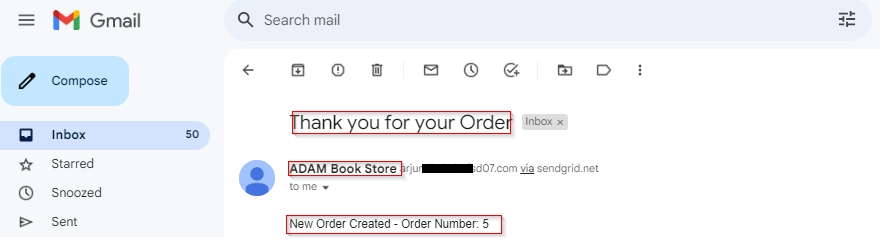 Gmail
Search mail
Compose
Inbox 50
Starred
Snoozed
Sent
Thank you for your Order Inbox ×
ADAM Book Store arjur sd07.com via sendgrid.net
to me
New Order Created - Order Number: 5